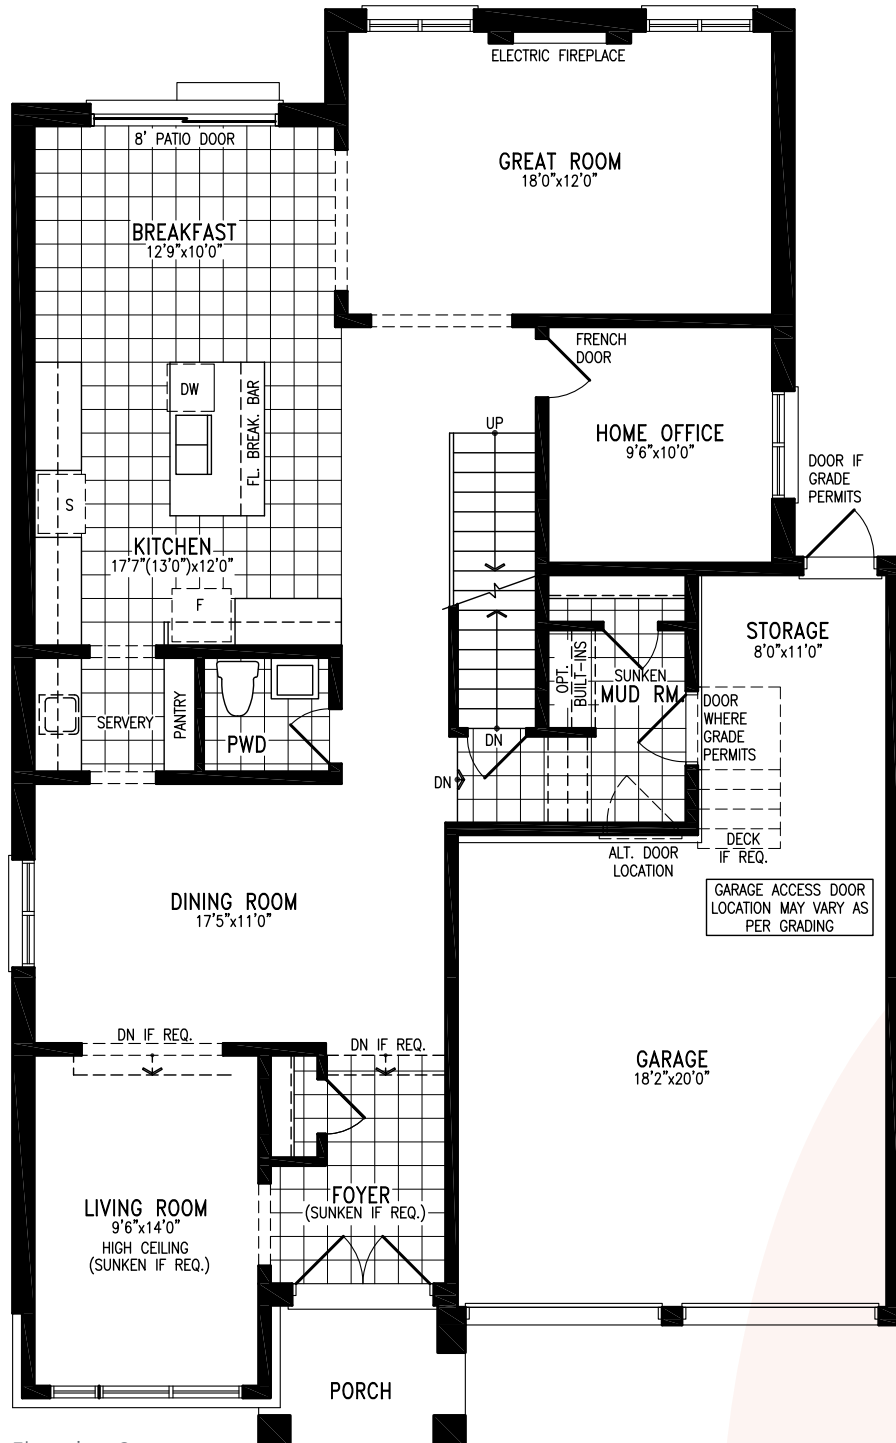 ELECTRIC FIREPLACE
8' PATIO DOOR
GREAT ROOM
18'0"x12'0"
BREAKFAST
12'9"x10'0"
FRENCH
DOOR
DW
FL. BREAK. BAR
UP
HOME OFFICE
9'6"x10'0"
DOOR IF
GRADE
PERMITS
S
KITCHEN
17'7"(13'0")x12'0"
F
STORAGE
8'0"x11'0"
OPT.
BUILT-INS
SUNKEN
MUD RM.
DOOR
WHERE
GRADE
PERMITS
SERVERY
PANTRY
PWD
DN
DN
DECK
IF REQ.
ALT. DOOR
LOCATION
GARAGE ACCESS DOOR
LOCATION MAY VARY AS
PER GRADING
DINING ROOM
17'5"x11'0"
DN IF REQ.
DN IF REQ.
GARAGE
18'2"x20'0"
LIVING ROOM
9'6"x14'0"
HIGH CEILING
(SUNKEN IF REQ.)
FOYER
(SUNKEN IF REQ.)
PORCH